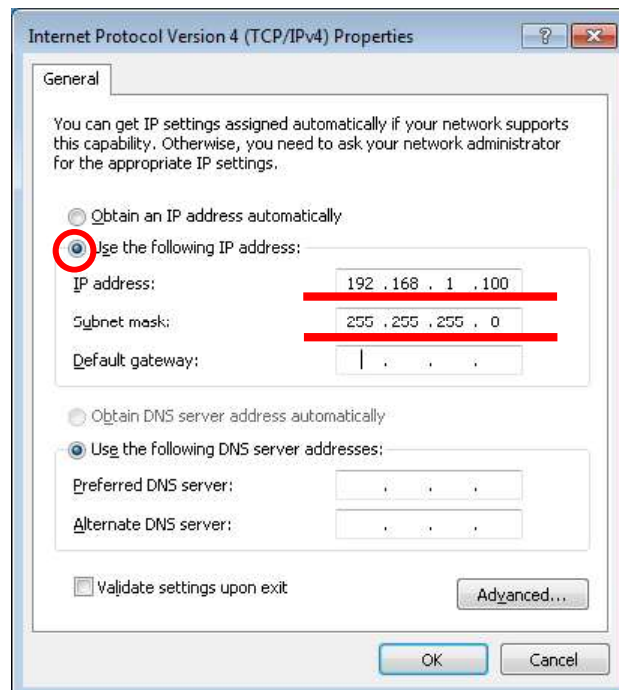 Internet Protocol Version 4 (TCP/IPv4) Properties
General
You can get IP settings assigned automatically if your network supports
this capability. Otherwise, you need to ask your network administrator
for the appropriate IP settings.
Obtain an IP address automatically
Use the following IP address:
IP address: 192 . 168 . 1 . 100
Subnet mask: 255 . 255 . 255 . 0
Default gateway: . . .
Obtain DNS server address automatically
Use the following DNS server addresses:
Preferred DNS server: . . .
Alternate DNS server: . . .
Validate settings upon exit
Advanced...
OK Cancel